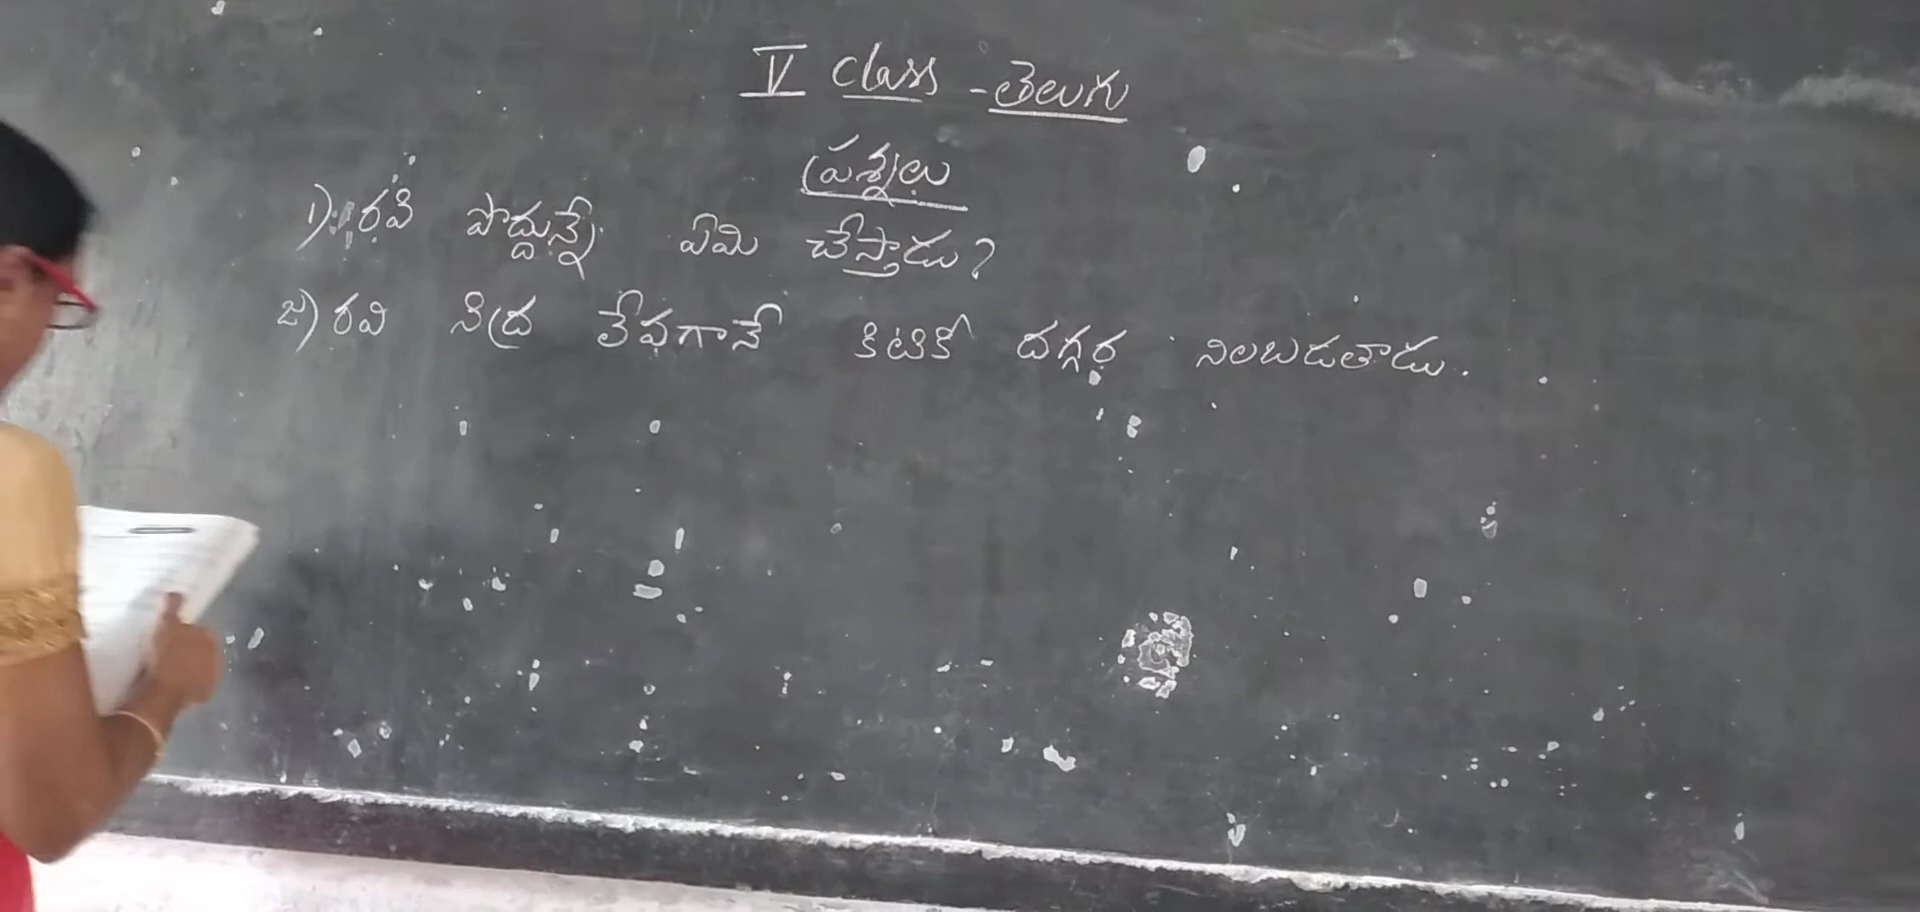 V class - తెలుగు
ప్రశ్నలు
1) రవి పొద్దున్నే ఏమి చేస్తాడు?
జ) రవి నిద్ర లేవగానే కిటికీ దగ్గర నిలబడతాడు.